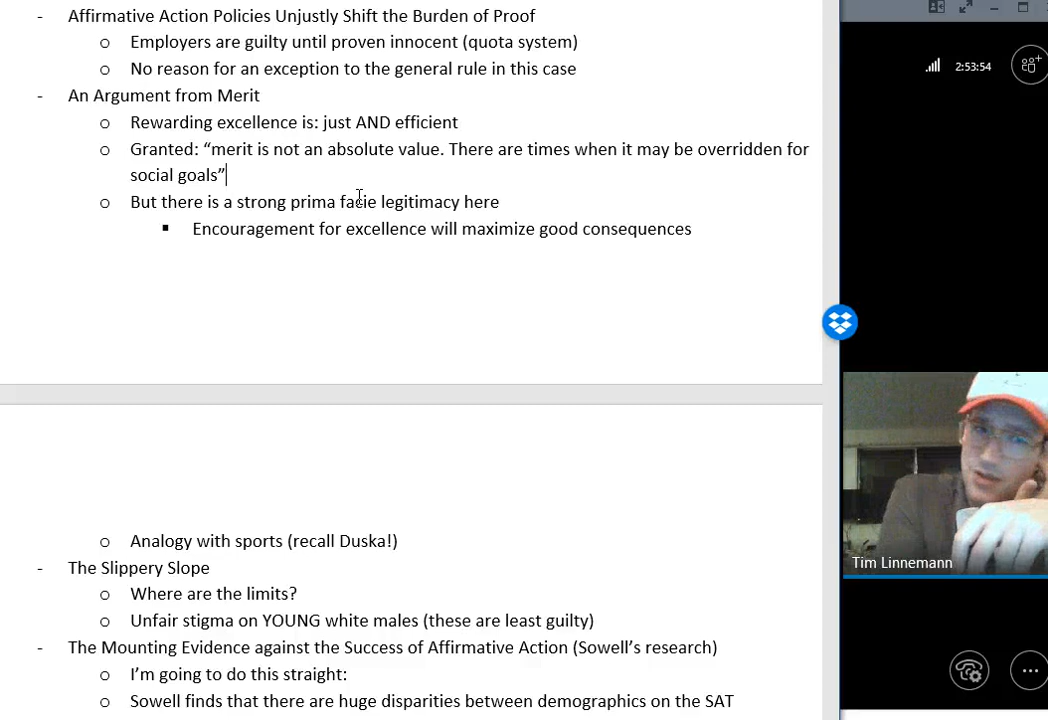 - Affirmative Action Policies Unjustly Shift the Burden of Proof
o Employers are guilty until proven innocent (quota system)
o No reason for an exception to the general rule in this case
- An Argument from Merit
o Rewarding excellence is: just AND efficient
o Granted: “merit is not an absolute value. There are times when it may be overridden for
social goals”
o But there is a strong prima facie legitimacy here
▪ Encouragement for excellence will maximize good consequences
o Analogy with sports (recall Duska!)
- The Slippery Slope
o Where are the limits?
o Unfair stigma on YOUNG white males (these are least guilty)
- The Mounting Evidence against the Success of Affirmative Action (Sowell’s research)
o I’m going to do this straight:
o Sowell finds that there are huge disparities between demographics on the SAT
2:53:54
Tim Linnemann